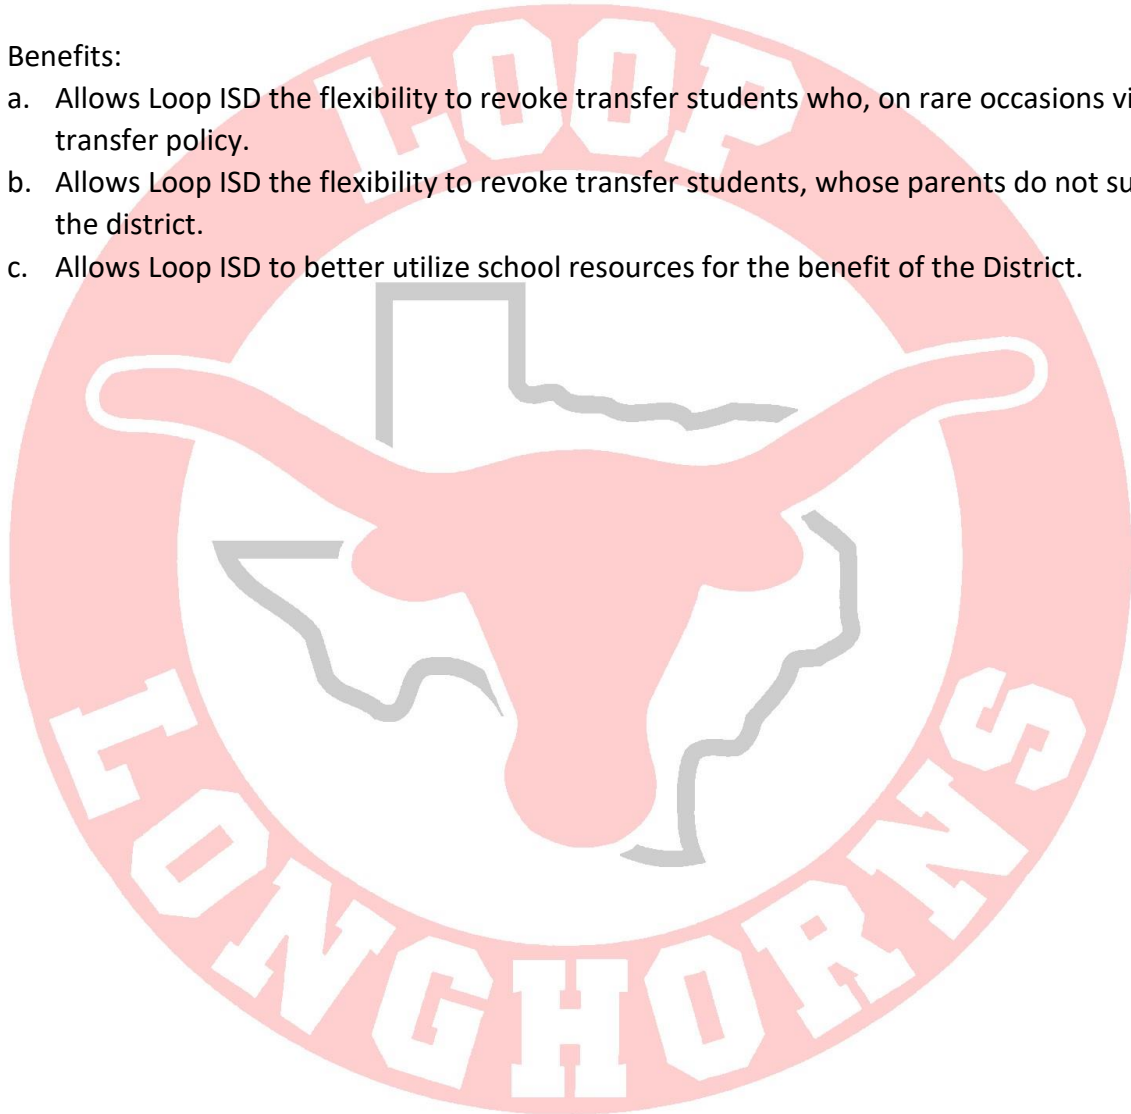 Benefits:
a. Allows Loop ISD the flexibility to revoke transfer students who, on rare occasions
transfer policy.
b. Allows Loop ISD the flexibility to revoke transfer students, whose parents do not
the district.
c. Allows Loop ISD to better utilize school resources for the benefit of the District.
LOOP
LONGHORNS